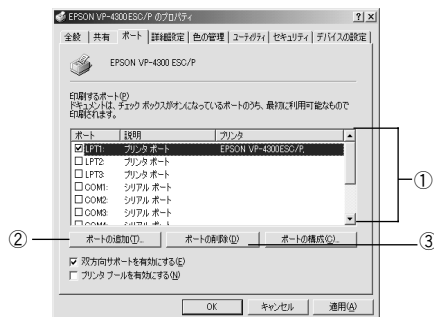 EPSON VP-4300ESC/P のプロパティ ? ×
全般 共有 ポート 詳細設定 色の管理 ユーティリティ セキュリティ デバイスの設定
EPSON VP-4300 ESC/P
印刷するポート(P)
ドキュメントは、チェック ボックスがオンになっているポートのうち、最初に利用可能なもので
印刷されます。
ポート 説明 プリンタ
LPT1: プリンタ ポート EPSON VP-4300ESC/P,
LPT2: プリンタ ポート
LPT3: プリンタ ポート
COM1: シリアル ポート
COM2: シリアル ポート
COM3: シリアル ポート
COM4: シリアル ポート
①
② ポートの追加(T)... ポートの削除(D) ポートの構成(C)... ③
双方向サポートを有効にする(E)
プリンタ プールを有効にする(N)
OK キャンセル 適用(A)